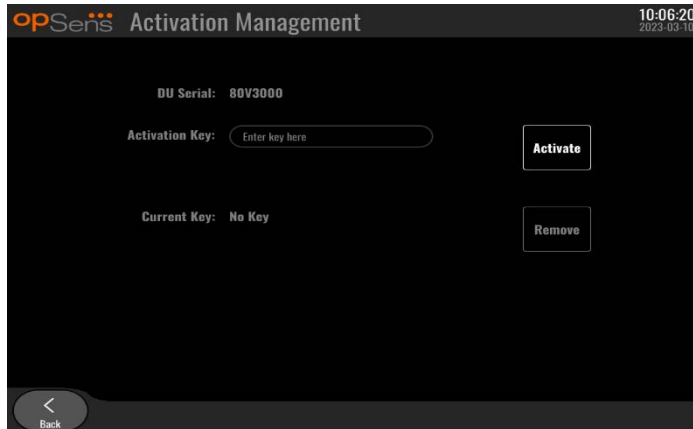 opSens Activation Management
10:06:20
2023-03-10
DU Serial: 80V3000
Activation Key: Enter key here
Activate
Current Key: No Key
Remove
Back